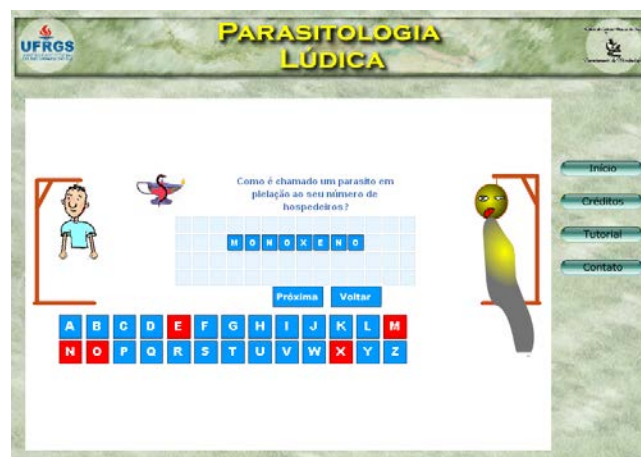 UFRGS
PARASITOLOGIA
LÚDICA
Início
Créditos
Tutorial
Contato
Como é chamado um parasito em
plelação ao seu número de
hospedeiros?
M O N O X E N O
Próxima Voltar
A B C D E F G H I J K L M
N O P Q R S T U V W X Y Z